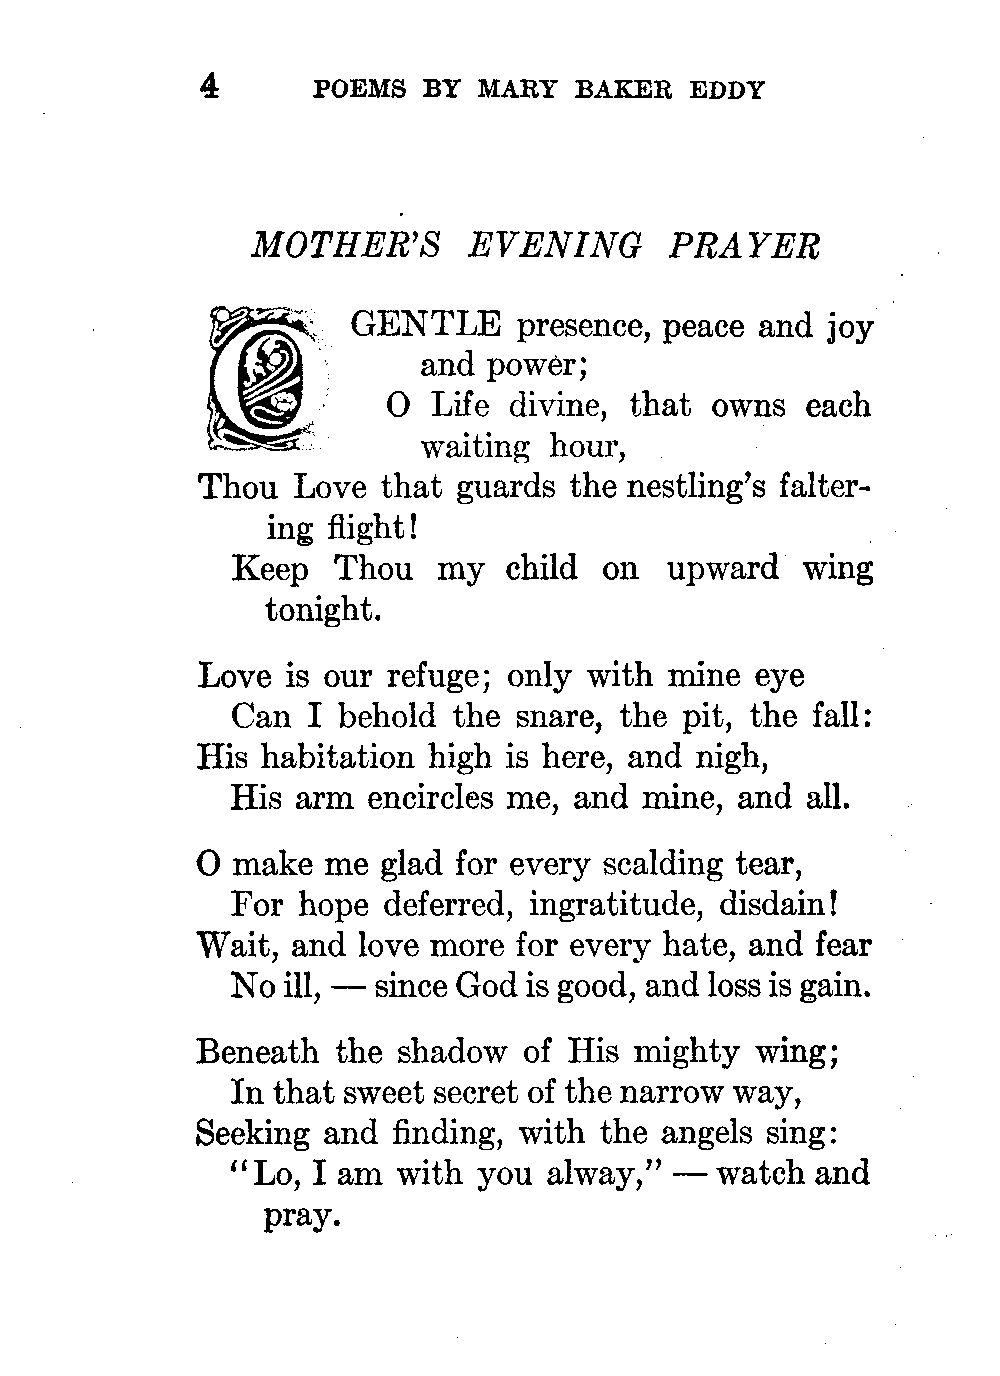 4 POEMS BY MARY BAKER EDDY
MOTHER'S EVENING PRAYER
O GENTLE presence, peace and joy
and power;
O Life divine, that owns each
waiting hour,
Thou Love that guards the nestling's falter-
ing flight!
Keep Thou my child on upward wing
tonight.
Love is our refuge; only with mine eye
Can I behold the snare, the pit, the fall:
His habitation high is here, and nigh,
His arm encircles me, and mine, and all.
O make me glad for every scalding tear,
For hope deferred, ingratitude, disdain!
Wait, and love more for every hate, and fear
No ill, — since God is good, and loss is gain.
Beneath the shadow of His mighty wing;
In that sweet secret of the narrow way,
Seeking and finding, with the angels sing:
"Lo, I am with you alway," — watch and
pray.